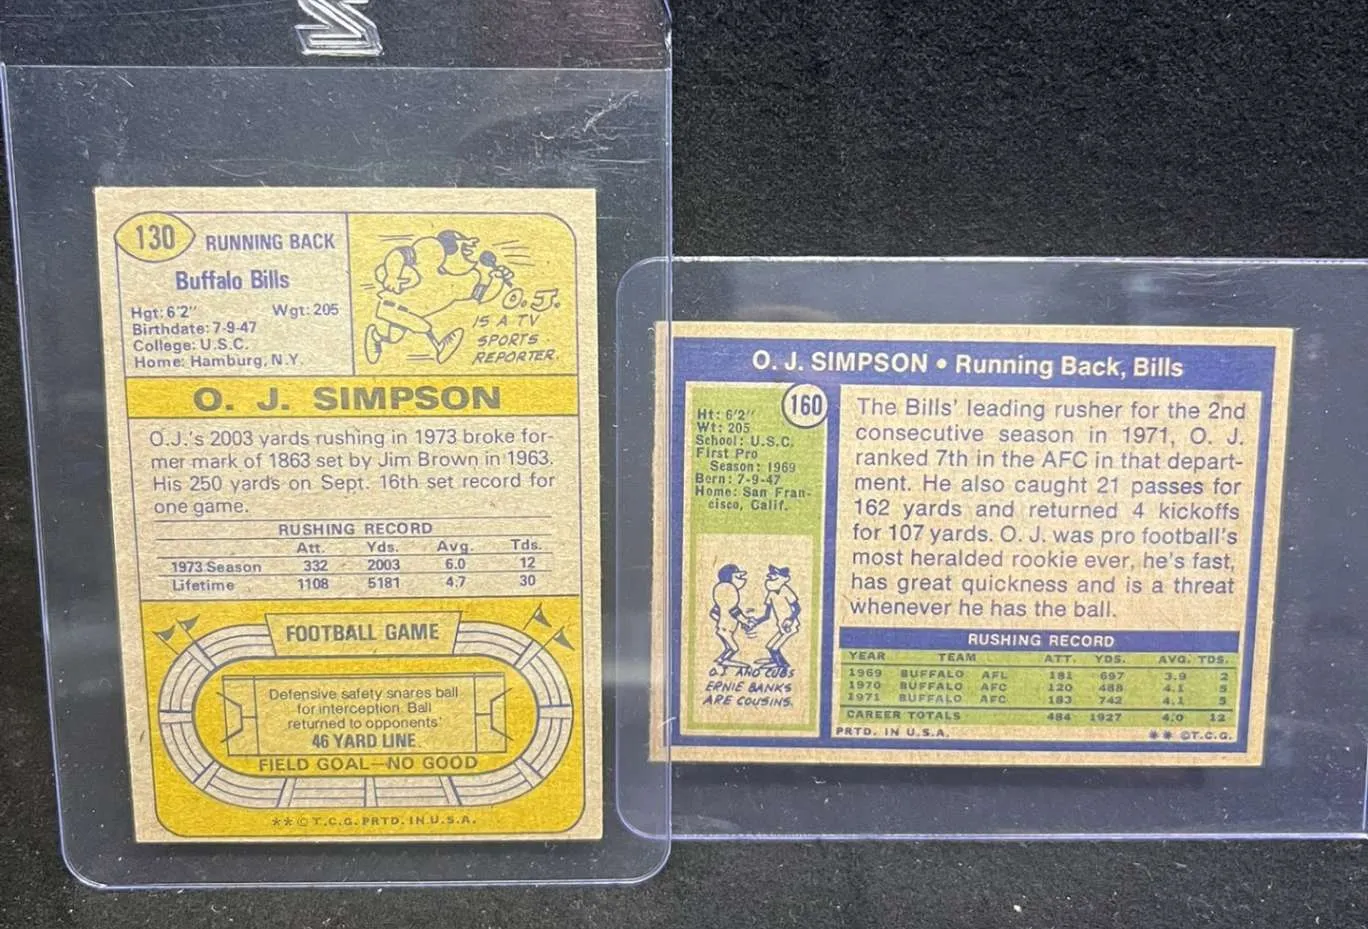 130 RUNNING BACK
Buffalo Bills
Hgt: 6'2" Wgt: 205
Birthdate: 7-9-47
College: U.S.C.
Home: Hamburg, N.Y.
O. J.
IS A TV
SPORTS
REPORTER.
O. J. SIMPSON
O.J.'s 2003 yards rushing in 1973 broke for-
mer mark of 1863 set by Jim Brown in 1963.
His 250 yards on Sept. 16th set record for
one game.
RUSHING RECORD
Att. Yds. Avg. Tds.
1973 Season 332 2003 6.0 12
Lifetime 1108 5181 4.7 30
FOOTBALL GAME
Defensive safety snares ball
for interception. Ball
returned to opponents'
46 YARD LINE
FIELD GOAL—NO GOOD
** © T.C.G. PRTD. IN U.S.A.
O. J. SIMPSON • Running Back, Bills
160
Ht: 6'2"
Wt: 205
School: U.S.C.
First Pro
Season: 1969
Born: 7-9-47
Home: San Fran-
cisco, Calif.
O.J. AND CUBS
ERNIE BANKS
ARE COUSINS.
The Bills' leading rusher for the 2nd
consecutive season in 1971, O. J.
ranked 7th in the AFC in that depart-
ment. He also caught 21 passes for
162 yards and returned 4 kickoffs
for 107 yards. O. J. was pro football's
most heralded rookie ever, he's fast,
has great quickness and is a threat
whenever he has the ball.
RUSHING RECORD
YEAR TEAM ATT. YDS. AVG. TDS.
1969 BUFFALO AFL 181 697 3.9 2
1970 BUFFALO AFC 120 488 4.1 5
1971 BUFFALO AFC 183 742 4.1 5
CAREER TOTALS 484 1927 4.0 12
PRTD. IN U.S.A. ** ©T.C.G.